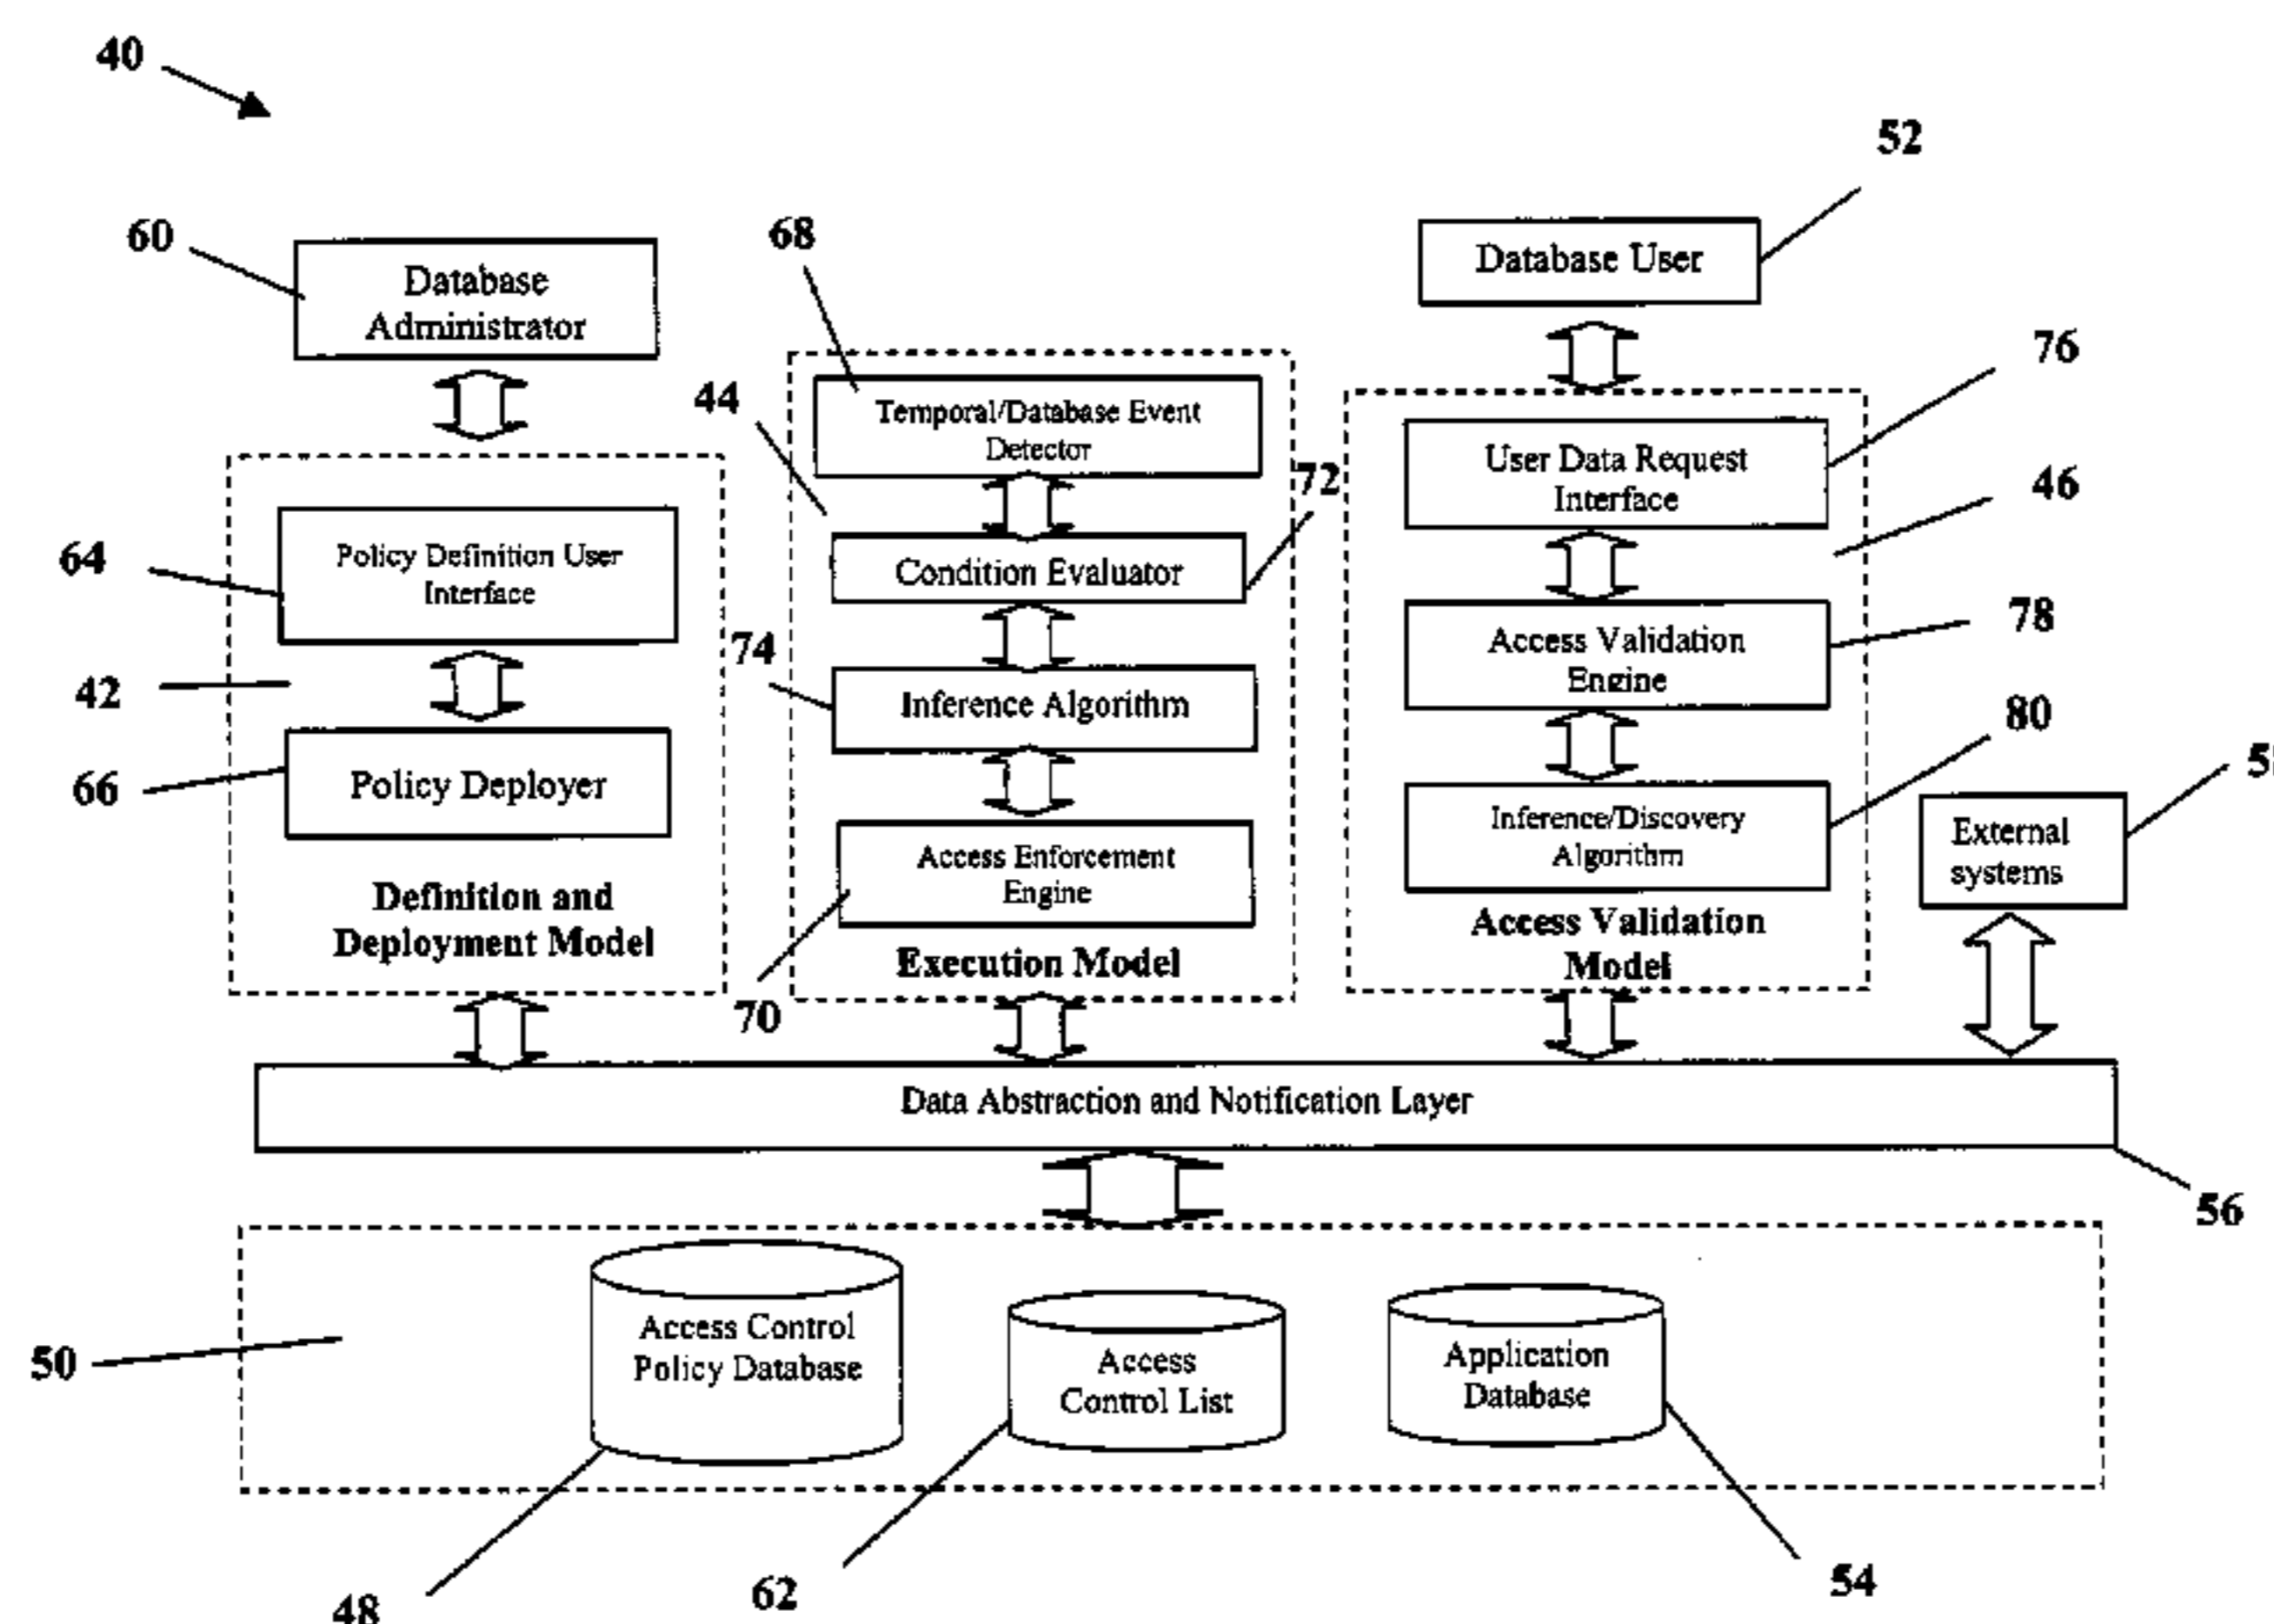 40
52
60
68
Database
Administrator
Database User
76
44
Temporal/Database Event
Detector
72
User Data Request
Interface
46
64
Policy Definition User
Interface
Condition Evaluator
78
74
Access Validation
Engine
42
Inference Algorithm
80
66
Policy Deployer
Inference/Discovery
Algorithm
External
systems
Access Enforcement
Engine
Definition and
Deployment Model
Execution Model
Access Validation
Model
70
Data Abstraction and Notification Layer
56
50
Access Control
Policy Database
Access
Control List
Application
Database
48
62
54